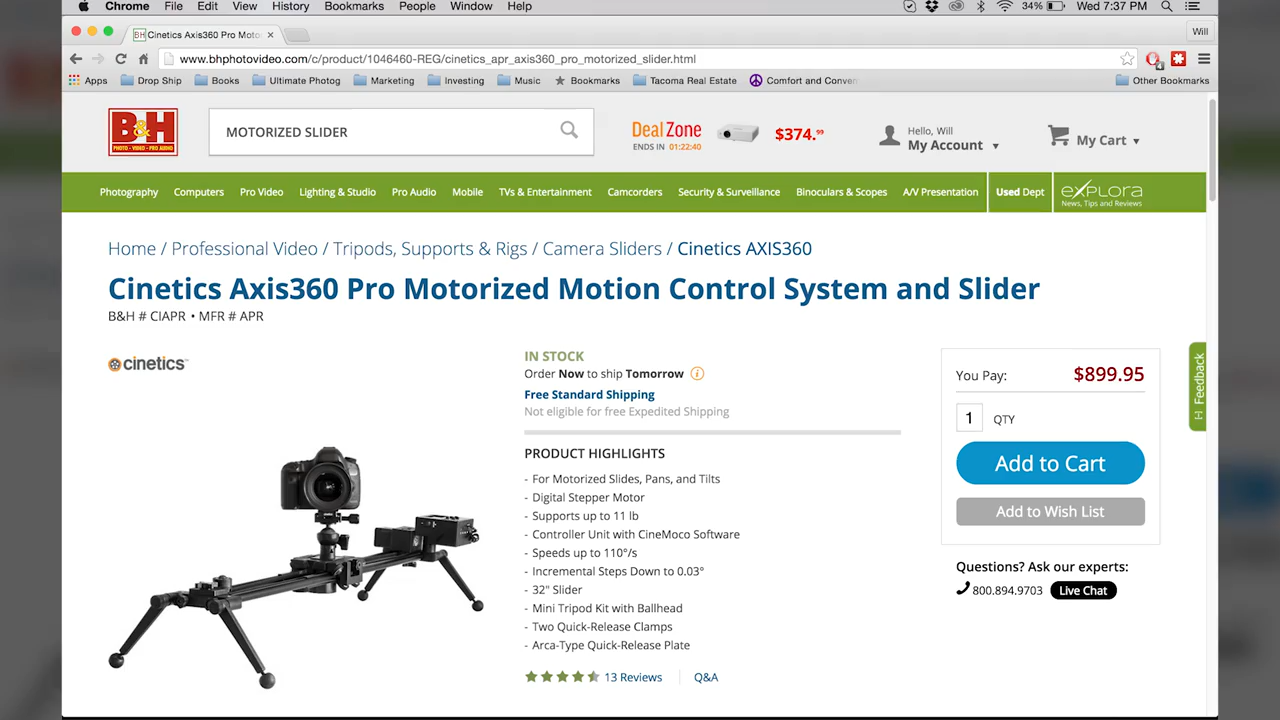 Chrome File Edit View History Bookmarks People Window Help 34% Wed 7:37 PM
Cinetics Axis360 Pro Moto × Will
www.bhphotovideo.com/c/product/1046460-REG/cinetics_apr_axis360_pro_motorized_slider.html
Apps Drop Ship Books Ultimate Photog Marketing Investing Music Bookmarks Tacoma Real Estate Comfort and Conven Other Bookmarks
B&H
PHOTO - VIDEO - PRO AUDIO
MOTORIZED SLIDER
DealZone
ENDS IN 01:22:40
$374.99
Hello, Will
My Account
My Cart
Photography Computers Pro Video Lighting & Studio Pro Audio Mobile TVs & Entertainment Camcorders Security & Surveillance Binoculars & Scopes A/V Presentation Used Dept explora
News, Tips and Reviews
Home / Professional Video / Tripods, Supports & Rigs / Camera Sliders / Cinetics AXIS360
Cinetics Axis360 Pro Motorized Motion Control System and Slider
B&H # CIAPR • MFR # APR
cinetics™
IN STOCK
Order Now to ship Tomorrow
Free Standard Shipping
Not eligible for free Expedited Shipping
PRODUCT HIGHLIGHTS
- For Motorized Slides, Pans, and Tilts
- Digital Stepper Motor
- Supports up to 11 lb
- Controller Unit with CineMoco Software
- Speeds up to 110°/s
- Incremental Steps Down to 0.03°
- 32" Slider
- Mini Tripod Kit with Ballhead
- Two Quick-Release Clamps
- Arca-Type Quick-Release Plate
13 Reviews Q&A
You Pay: $899.95
1 QTY
Add to Cart
Add to Wish List
Questions? Ask our experts:
800.894.9703 Live Chat
Feedback